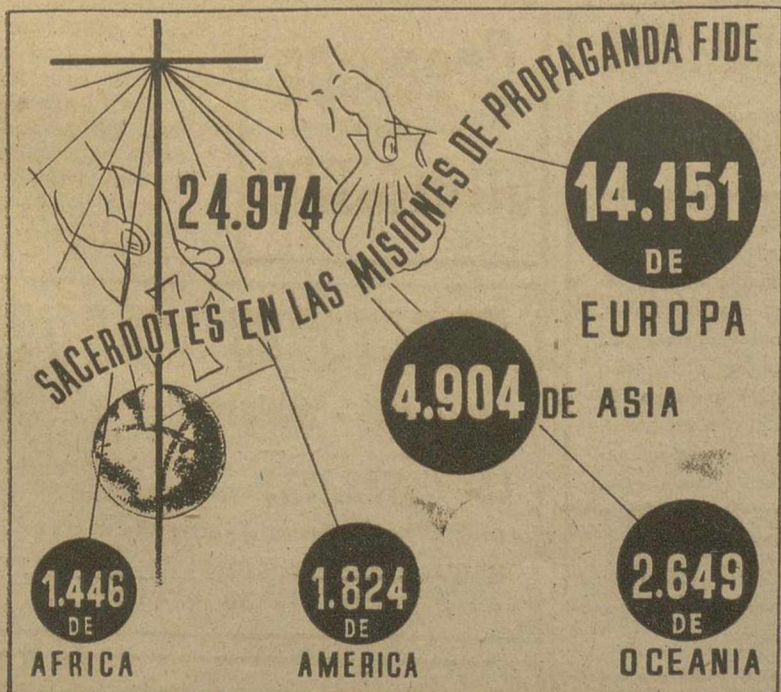 24.974
SACERDOTES EN LAS MISIONES DE PROPAGANDA FIDE
14.151
DE
EUROPA
4.904 DE ASIA
1.446
DE
AFRICA
1.824
DE
AMERICA
2.649
DE
OCEANIA